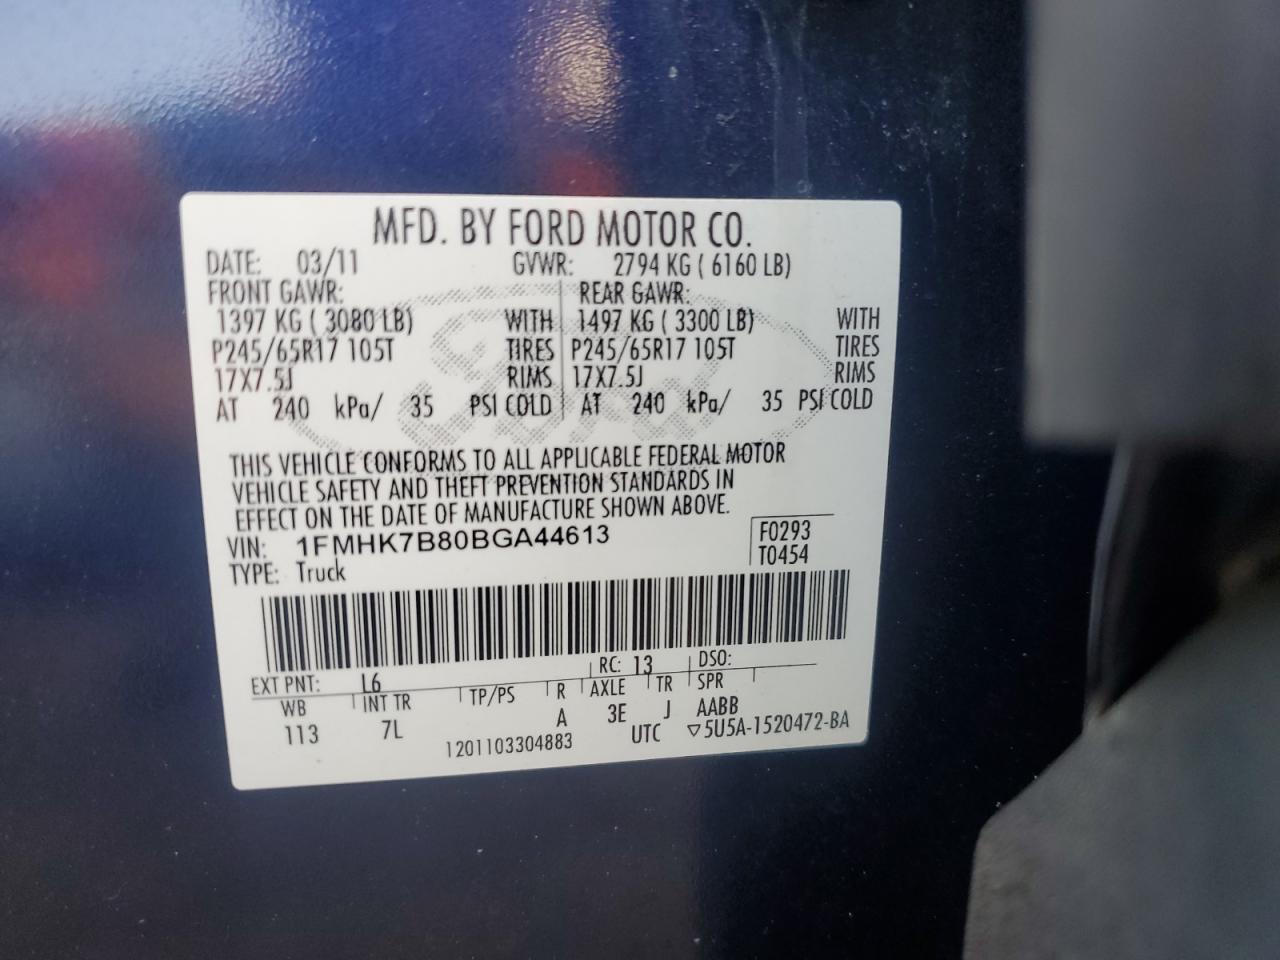 MFD. BY FORD MOTOR CO.
DATE: 03/11 GVWR: 2794 KG ( 6160 LB)
FRONT GAWR: REAR GAWR:
1397 KG ( 3080 LB) WITH 1497 KG ( 3300 LB) WITH
P245/65R17 105T TIRES P245/65R17 105T TIRES
17X7.5J RIMS 17X7.5J RIMS
AT 240 kPa/ 35 PSI COLD AT 240 kPa/ 35 PSI COLD
Ford
THIS VEHICLE CONFORMS TO ALL APPLICABLE FEDERAL MOTOR
VEHICLE SAFETY AND THEFT PREVENTION STANDARDS IN
EFFECT ON THE DATE OF MANUFACTURE SHOWN ABOVE.
VIN: 1FMHK7B80BGA44613 F0293
TYPE: Truck T0454
EXT PNT: L6 RC: 13 DSO:
WB INT TR TP/PS R AXLE TR SPR
113 7L A 3E J AABB
1201103304883 UTC ▽5U5A-1520472-BA